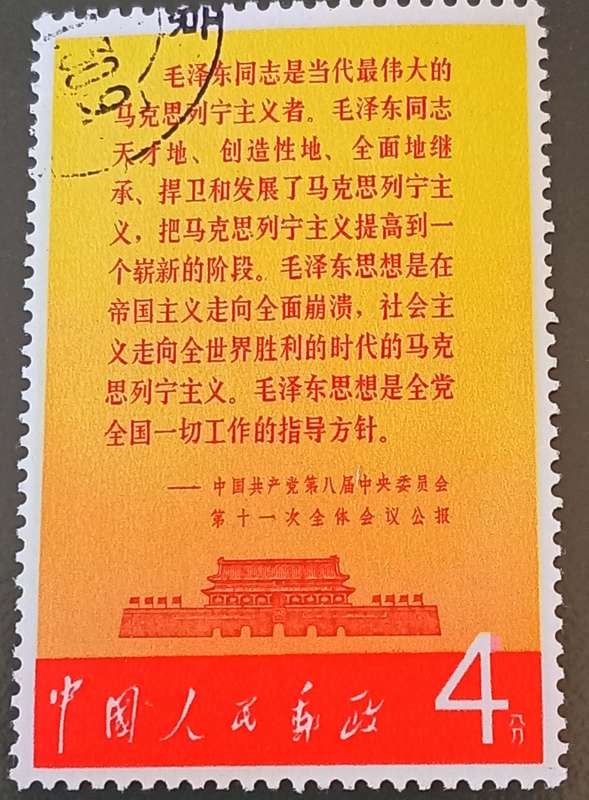 毛泽东同志是当代最伟大的
马克思列宁主义者。毛泽东同志
天才地、创造性地、全面地继
承、捍卫和发展了马克思列宁主
义，把马克思列宁主义提高到一
个崭新的阶段。毛泽东思想是在
帝国主义走向全面崩溃，社会主
义走向全世界胜利的时代的马克
思列宁主义。毛泽东思想是全党
全国一切工作的指导方针。
——中国共产党第八届中央委员会
第十一次全体会议公报
中国人民邮政
4分